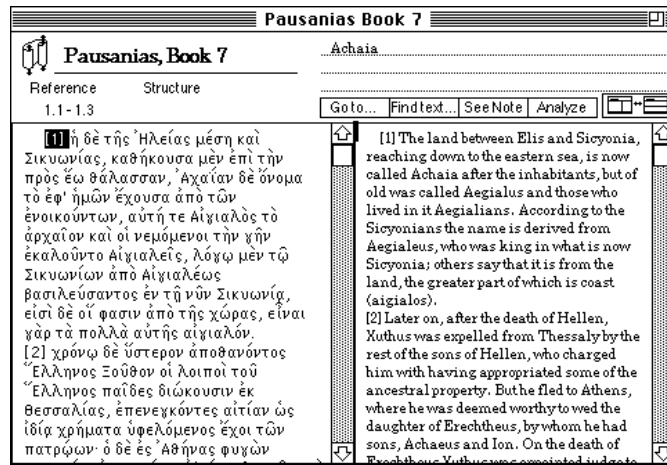 Pausanias Book 7
Pausanias, Book 7
Achaia
Reference Structure
1.1 - 1.3
Go to... Find text... See Note Analyze
[1] ἡ δὲ τῆς Ἠλείας μέση καὶ
Σικυωνίας, καθήκουσα μὲν ἐπὶ τὴν
πρὸς ἕω θάλασσαν, Ἀχαΐαν δὲ ὄνομα
τὸ ἐφ' ἡμῶν ἔχουσα ἀπὸ τῶν
ἐνοικούντων, αὐτή τε Αἰγιαλὸς τὸ
ἀρχαῖον καὶ οἱ νεμόμενοι τὴν γῆν
ἐκαλοῦντο Αἰγιαλεῖς, λόγῳ μὲν τῷ
Σικυωνίων ἀπὸ Αἰγιαλέως
βασιλεύσαντος ἐν τῇ νῦν Σικυωνίᾳ,
εἰσὶ δὲ οἵ φασιν ἀπὸ τῆς χώρας, εἶναι
γὰρ τὰ πολλὰ αὐτῆς αἰγιαλόν.
[2] χρόνῳ δὲ ὕστερον ἀποθανόντος
Ἕλληνος Ξοῦθον οἱ λοιποὶ τοῦ
Ἕλληνος παῖδες διώκουσιν ἐκ
Θεσσαλίας, ἐπενεγκόντες αἰτίαν ὡς
ἰδίᾳ χρήματα ὑφελόμενος ἔχοι τῶν
πατρῴων· ὁ δὲ ἐς Ἀθήνας φυγὼν
[1] The land between Elis and Sicyonia,
reaching down to the eastern sea, is now
called Achaia after the inhabitants, but of
old was called Aegialus and those who
lived in it Aegialians. According to the
Sicyonians the name is derived from
Aegialeus, who was king in what is now
Sicyonia; others say that it is from the
land, the greater part of which is coast
(aigialos).
[2] Later on, after the death of Hellen,
Xuthus was expelled from Thessaly by the
rest of the sons of Hellen, who charged
him with having appropriated some of the
ancestral property. But he fled to Athens,
where he was deemed worthy to wed the
daughter of Erechtheus, by whom he had
sons, Achaeus and Ion. On the death of
Erechtheus Xuthus was appointed judge to